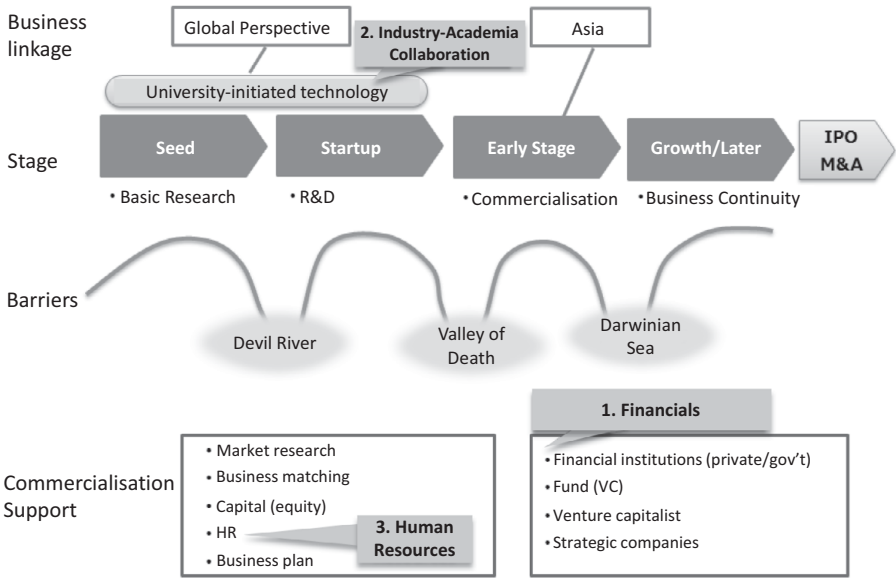 Business
linkage
Global Perspective
2. Industry-Academia
Collaboration
Asia
University-initiated technology
Stage
Seed
Startup
Early Stage
Growth/Later
IPO
M&A
• Basic Research
• R&D
• Commercialisation
• Business Continuity
Barriers
Devil River
Valley of
Death
Darwinian
Sea
Commercialisation
Support
• Market research
• Business matching
• Capital (equity)
• HR
• Business plan
3. Human
Resources
1. Financials
• Financial institutions (private/gov’t)
• Fund (VC)
• Venture capitalist
• Strategic companies